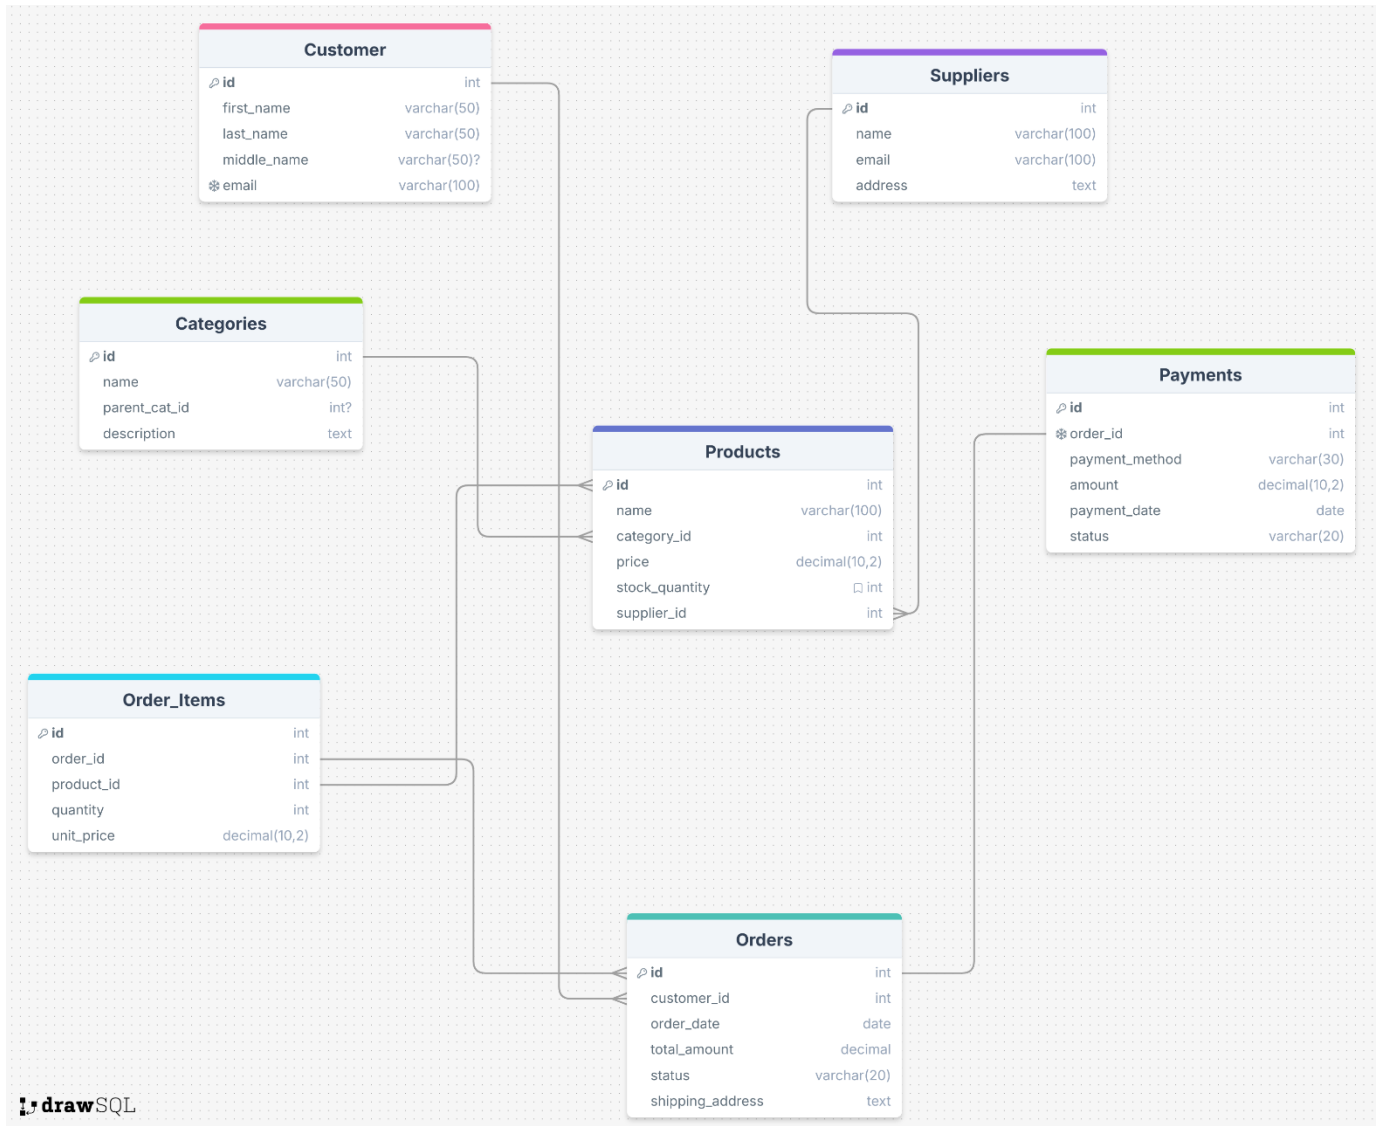 Customer
id int
first_name varchar(50)
last_name varchar(50)
middle_name varchar(50)?
email varchar(100)
Suppliers
id int
name varchar(100)
email varchar(100)
address text
Categories
id int
name varchar(50)
parent_cat_id int?
description text
Payments
id int
order_id int
payment_method varchar(30)
amount decimal(10,2)
payment_date date
status varchar(20)
Products
id int
name varchar(100)
category_id int
price decimal(10,2)
stock_quantity int
supplier_id int
Order_Items
id int
order_id int
product_id int
quantity int
unit_price decimal(10,2)
Orders
id int
customer_id int
order_date date
total_amount decimal
status varchar(20)
shipping_address text
drawSQL